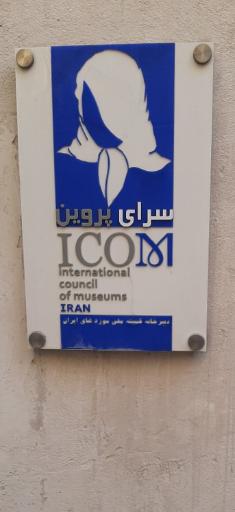 سرای پروین
ICOM
international
council
of museums
IRAN
دبیرخانه کمیته ملی موزه های ایران